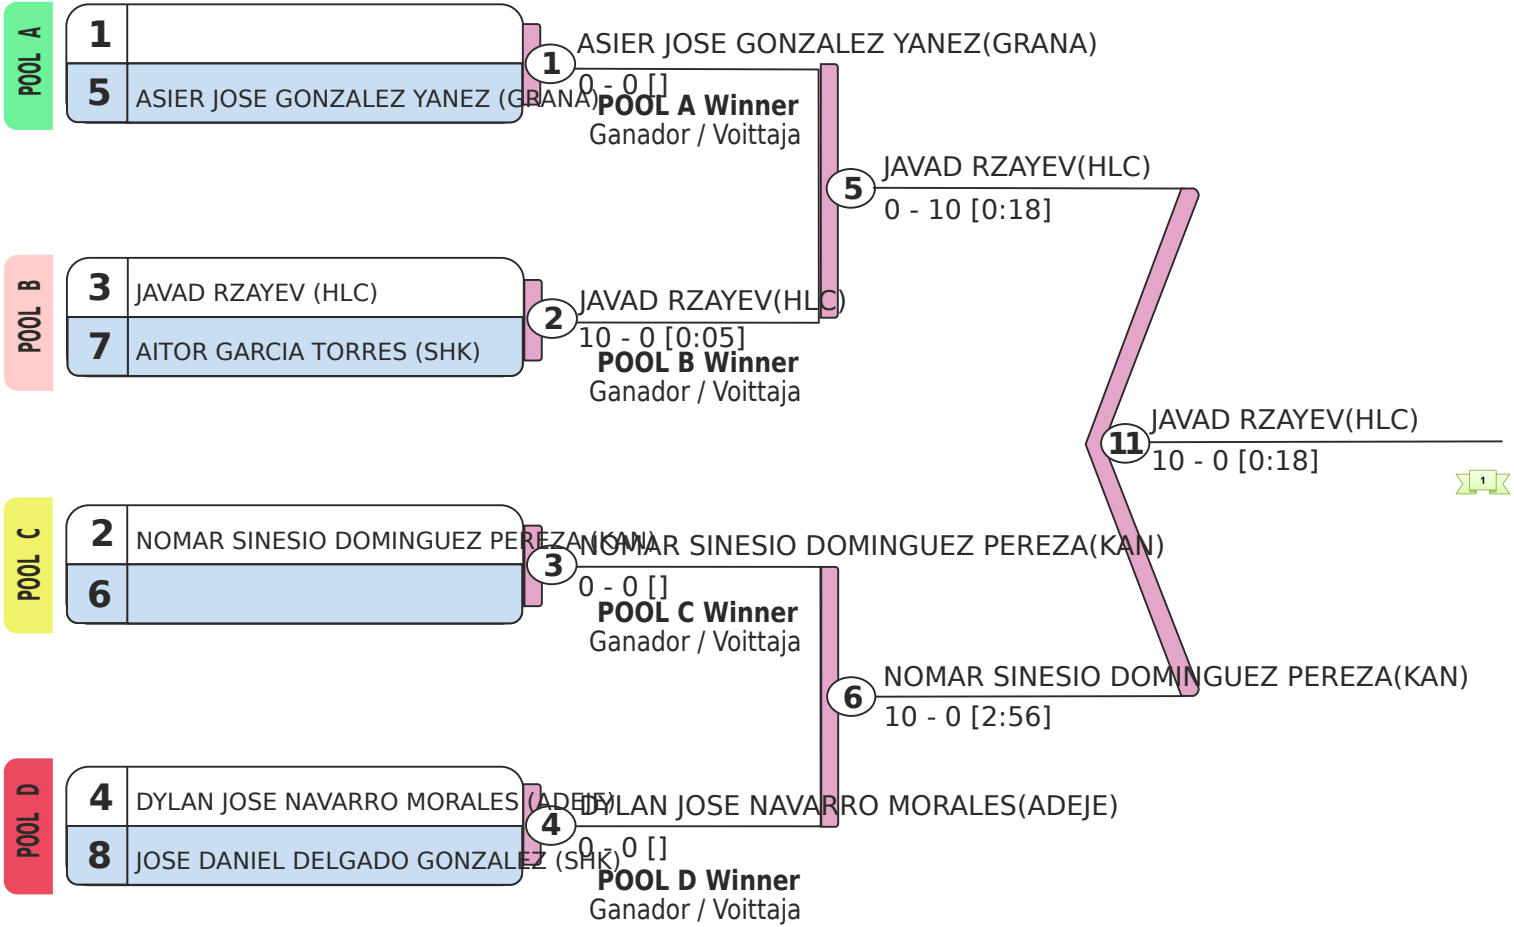 POOL A
1
5 ASIER JOSE GONZALEZ YANEZ (GRANA)
1
ASIER JOSE GONZALEZ YANEZ(GRANA)
0 - 0 []
POOL A Winner
Ganador / Voittaja
5
JAVAD RZAYEV(HLC)
0 - 10 [0:18]
POOL B
3 JAVAD RZAYEV (HLC)
7 AITOR GARCIA TORRES (SHK)
2
JAVAD RZAYEV(HLC)
10 - 0 [0:05]
POOL B Winner
Ganador / Voittaja
11
JAVAD RZAYEV(HLC)
10 - 0 [0:18]
1
POOL C
2 NOMAR SINESIO DOMINGUEZ PEREZA (KAN)
6
3
NOMAR SINESIO DOMINGUEZ PEREZA(KAN)
0 - 0 []
POOL C Winner
Ganador / Voittaja
6
NOMAR SINESIO DOMINGUEZ PEREZA(KAN)
10 - 0 [2:56]
POOL D
4 DYLAN JOSE NAVARRO MORALES (ADEJE)
8 JOSE DANIEL DELGADO GONZALEZ (SHK)
4
DYLAN JOSE NAVARRO MORALES(ADEJE)
0 - 0 []
POOL D Winner
Ganador / Voittaja